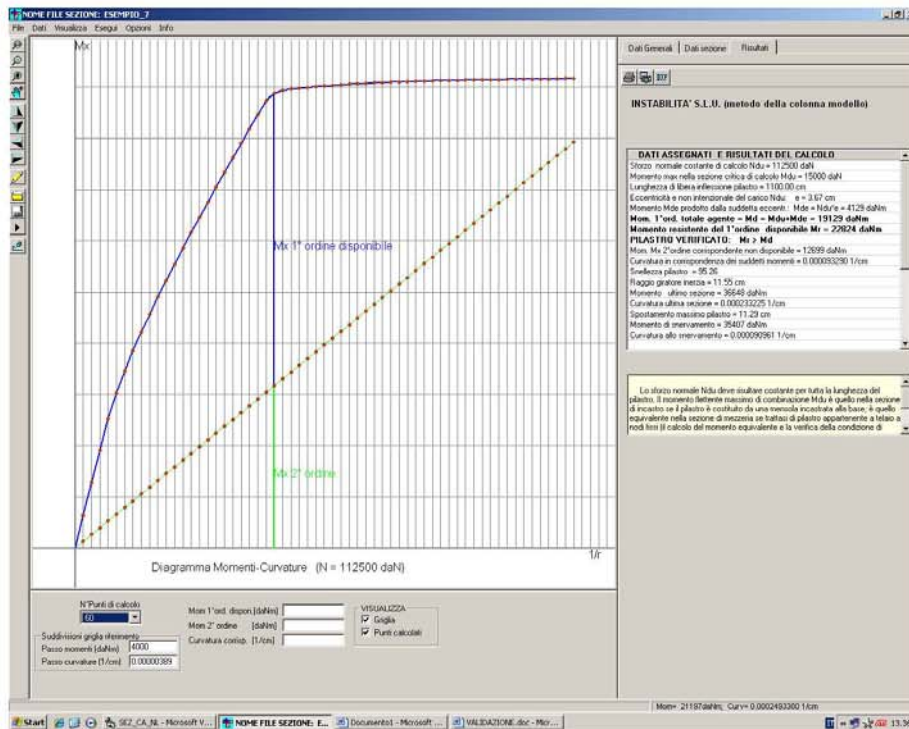 NOME FILE SEZIONE: ESEMPIO_7
File Dati Visualizza Esegui Opzioni Info
Mx
Mx 1° ordine disponibile
Mx 2° ordine
1/r
Diagramma Momenti-Curvature (N = 112500 daN)
N°Punti di calcolo
60
Suddivisioni griglia riferimento
Passo momenti [daNm] 4000
Passo curvature [1/cm] 0.00000389
Mom 1°ord. dispon.[daNm]
Mom 2° ordine [daNm]
Curvatura corrisp. [1/cm]
VISUALIZZA
Griglia
Punti calcolati
Dati Generali Dati sezione Risultati
INSTABILITA' S.L.U. (metodo della colonna modello)
DATI ASSEGNATI E RISULTATI DEL CALCOLO
Sforzo normale costante di calcolo Ndu = 112500 daN
Momento max nella sezione critica di calcolo Mdu = 15000 daN
Lunghezza di libera inflessione pilastro = 1100.00 cm
Eccentricità e non intenzionale del carico Ndu: e = 3.67 cm
Momento Mde prodotto dalla suddetta eccentr.: Mde = Ndu*e = 4129 daNm
Mom. 1°ord. totale agente = Md = Mdu+Mde = 19129 daNm
Momento resistente del 1°ordine disponibile Mr = 22824 daNm
PILASTRO VERIFICATO: Mr > Md
Mom. Mx 2°ordine corrispondente non disponibile = 12699 daNm
Curvatura in corrispondenza dei suddetti momenti = 0.000093290 1/cm
Snellezza pilastro = 95.26
Raggio giratore inerzia = 11.55 cm
Momento ultimo sezione = 36648 daNm
Curvatura ultima sezione = 0.000233225 1/cm
Spostamento massimo pilastro = 11.29 cm
Momento di snervamento = 35407 daNm
Curvatura allo snervamento = 0.000090961 1/cm
Lo sforzo normale Ndu deve risultare costante per tutta la lunghezza del
pilastro. Il momento flettente massimo di combinazione Mdu è quello nella sezione
di incastro se il pilastro è costituito da una mensola incastrata alla base; è quello
equivalente nella sezione di mezzeria se trattasi di pilastro appartenente a telaio a
nodi fissi (il calcolo del momento equivalente e la verifica della condizione di
Mom= 21197daNm; Curv= 0.0002493300 1/cm
Start SEZ_CA_NL - Microsoft V... NOME FILE SEZIONE: E... Documento1 - Microsoft ... VALIDAZIONE.doc - Micr... IT 13.36